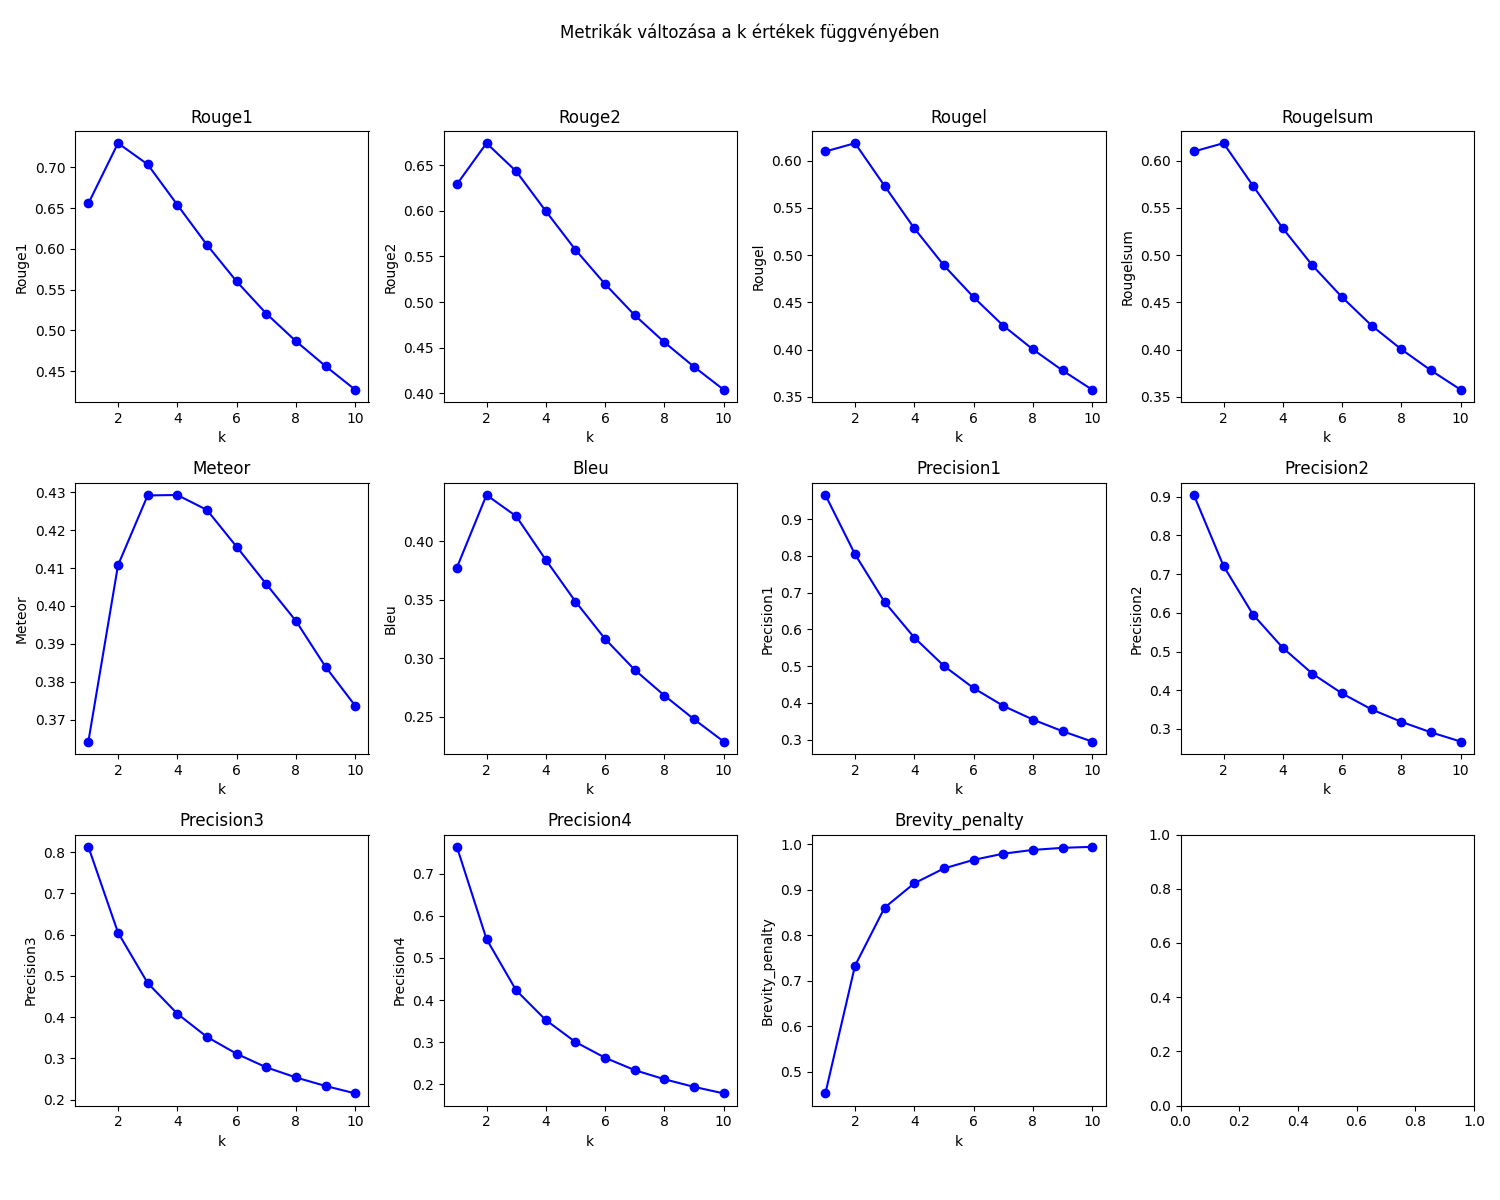 Metrikák változása a k értékek függvényében
Rouge1
Rouge1
0.70
0.65
0.60
0.55
0.50
0.45
2 4 6 8 10
k
Rouge2
Rouge2
0.65
0.60
0.55
0.50
0.45
0.40
2 4 6 8 10
k
Rougel
Rougel
0.60
0.55
0.50
0.45
0.40
0.35
2 4 6 8 10
k
Rougelsum
Rougelsum
0.60
0.55
0.50
0.45
0.40
0.35
2 4 6 8 10
k
Meteor
Meteor
0.43
0.42
0.41
0.40
0.39
0.38
0.37
2 4 6 8 10
k
Bleu
Bleu
0.40
0.35
0.30
0.25
2 4 6 8 10
k
Precision1
Precision1
0.9
0.8
0.7
0.6
0.5
0.4
0.3
2 4 6 8 10
k
Precision2
Precision2
0.9
0.8
0.7
0.6
0.5
0.4
0.3
2 4 6 8 10
k
Precision3
Precision3
0.8
0.7
0.6
0.5
0.4
0.3
0.2
2 4 6 8 10
k
Precision4
Precision4
0.7
0.6
0.5
0.4
0.3
0.2
2 4 6 8 10
k
Brevity_penalty
Brevity_penalty
1.0
0.9
0.8
0.7
0.6
0.5
2 4 6 8 10
k
1.0
0.8
0.6
0.4
0.2
0.0
0.0 0.2 0.4 0.6 0.8 1.0